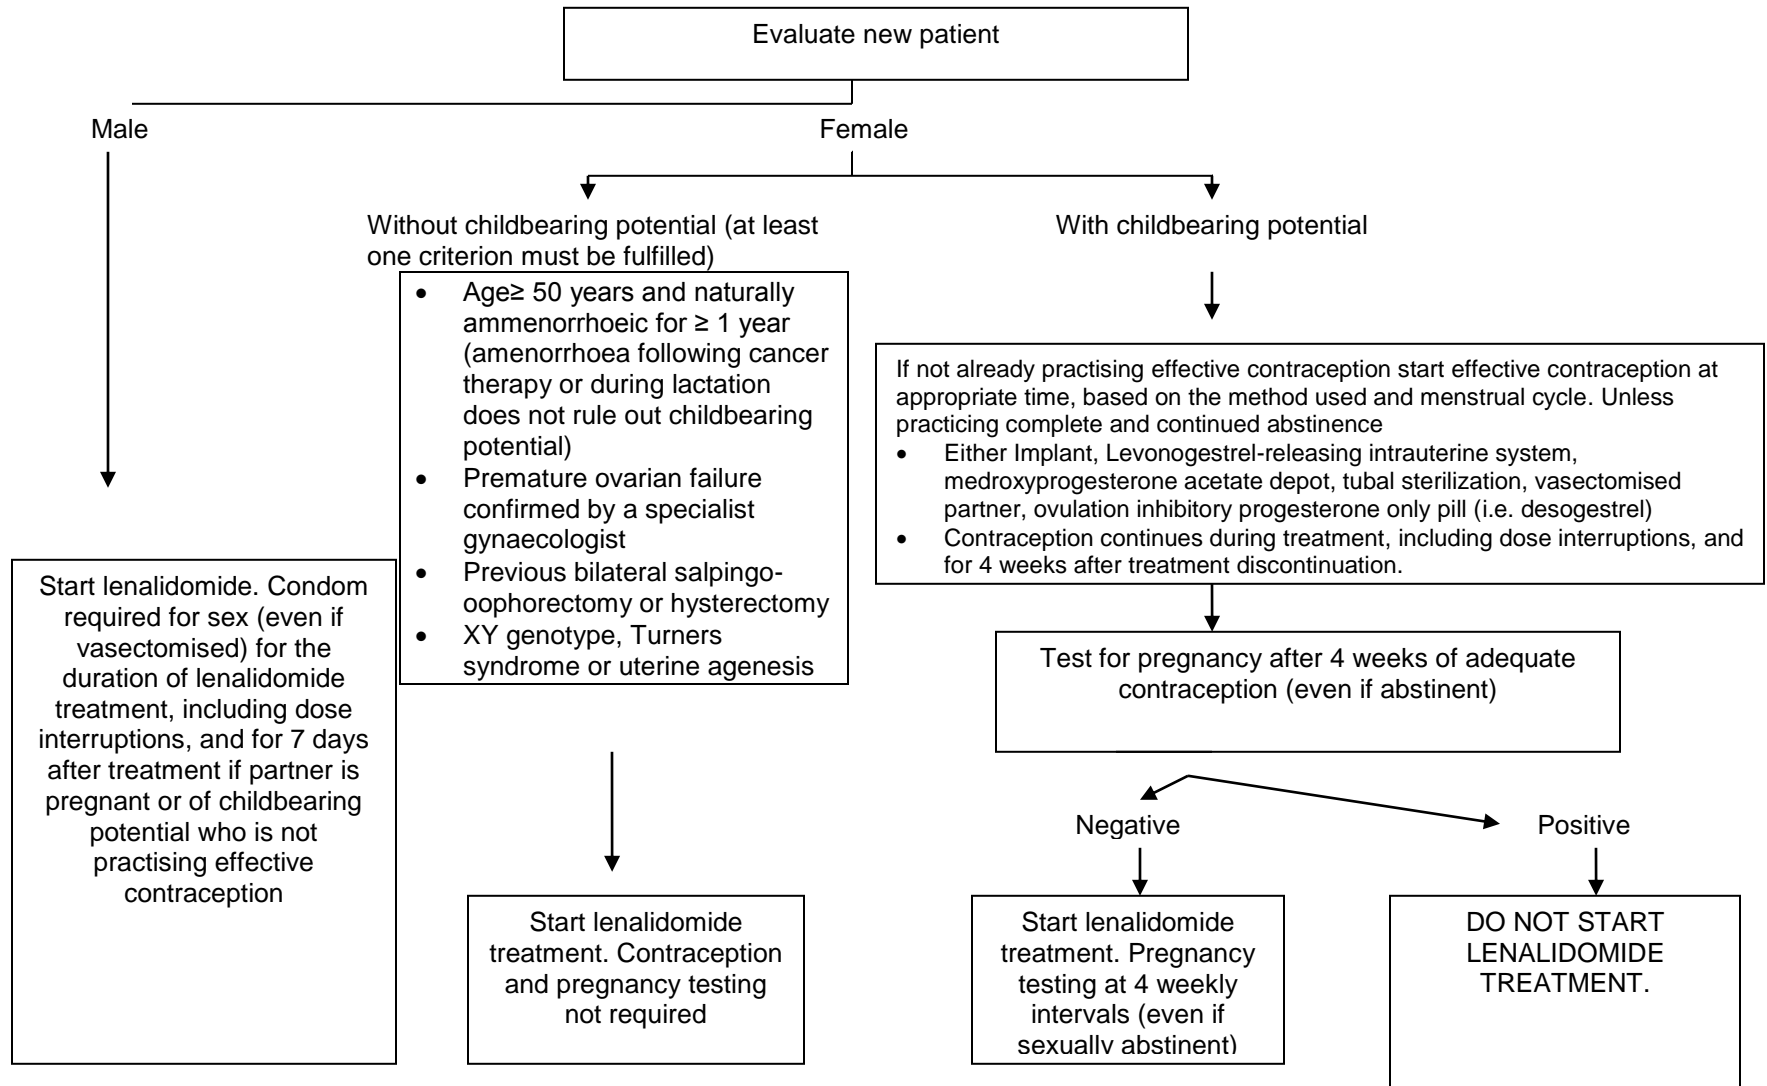 Evaluate new patient
Male
Female
Without childbearing potential (at least
one criterion must be fulfilled)
With childbearing potential
• Age≥ 50 years and naturally
ammenorrhoeic for ≥ 1 year
(amenorrhoea following cancer
therapy or during lactation
does not rule out childbearing
potential)
• Premature ovarian failure
confirmed by a specialist
gynaecologist
• Previous bilateral salpingo-
oophorectomy or hysterectomy
• XY genotype, Turners
syndrome or uterine agenesis
If not already practising effective contraception start effective contraception at
appropriate time, based on the method used and menstrual cycle. Unless
practicing complete and continued abstinence
• Either Implant, Levonogestrel-releasing intrauterine system,
medroxyprogesterone acetate depot, tubal sterilization, vasectomised
partner, ovulation inhibitory progesterone only pill (i.e. desogestrel)
• Contraception continues during treatment, including dose interruptions, and
for 4 weeks after treatment discontinuation.
Start lenalidomide. Condom
required for sex (even if
vasectomised) for the
duration of lenalidomide
treatment, including dose
interruptions, and for 7 days
after treatment if partner is
pregnant or of childbearing
potential who is not
practising effective
contraception
Test for pregnancy after 4 weeks of adequate
contraception (even if abstinent)
Negative
Positive
Start lenalidomide
treatment. Contraception
and pregnancy testing
not required
Start lenalidomide
treatment. Pregnancy
testing at 4 weekly
intervals (even if
sexually abstinent)
DO NOT START
LENALIDOMIDE
TREATMENT.